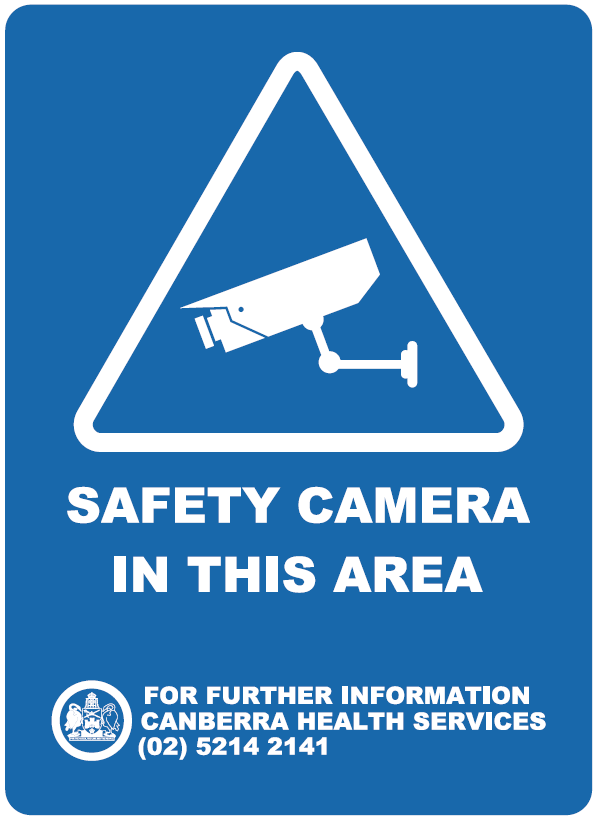 SAFETY CAMERA
IN THIS AREA
FOR FURTHER INFORMATION
CANBERRA HEALTH SERVICES
(02) 5214 2141